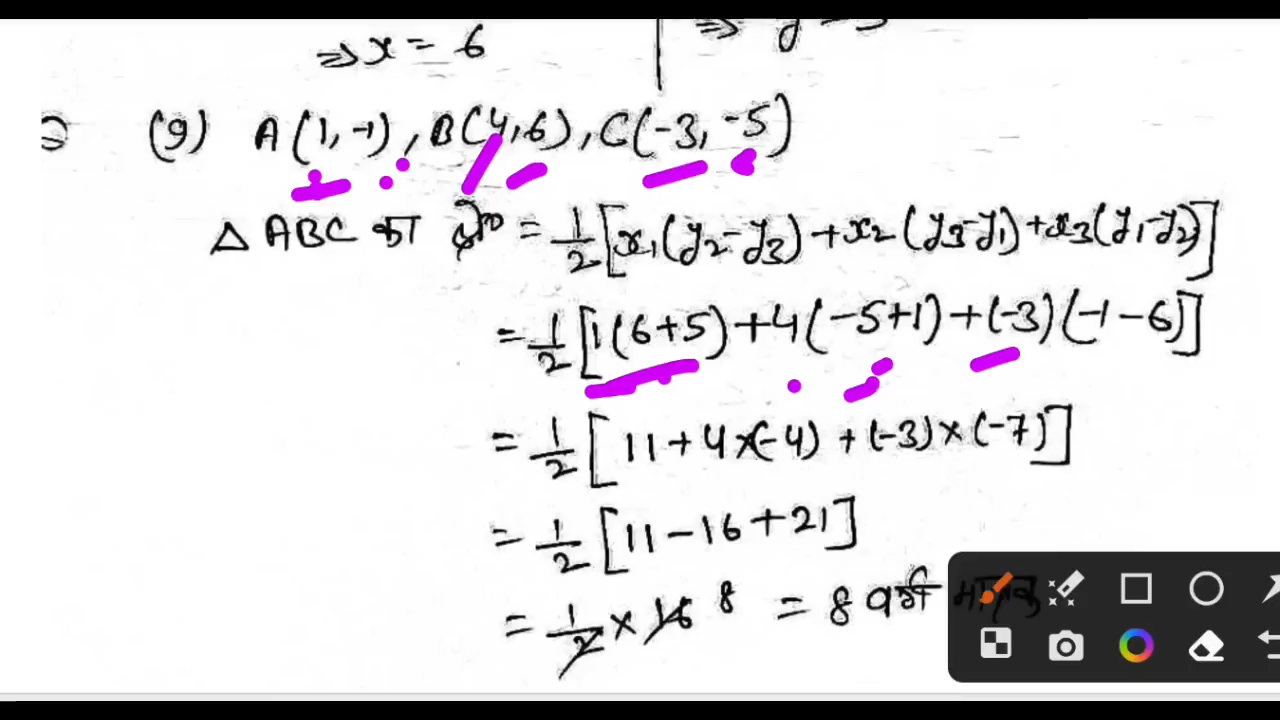 ⇒ x = 6
⇒ y = 5
⇒ (9) A(1, -1), B(4, 6), C(-3, -5)
Δ ABC का क्षे० = 1/2 [x₁(y₂-y₃) + x₂(y₃-y₁) + x₃(y₁-y₂)]
= 1/2 [1(6+5) + 4(-5+1) + (-3)(-1-6)]
= 1/2 [11 + 4×(-4) + (-3)×(-7)]
= 1/2 [11 - 16 + 21]
= 1/2 × 16 8 = 8 वर्ग